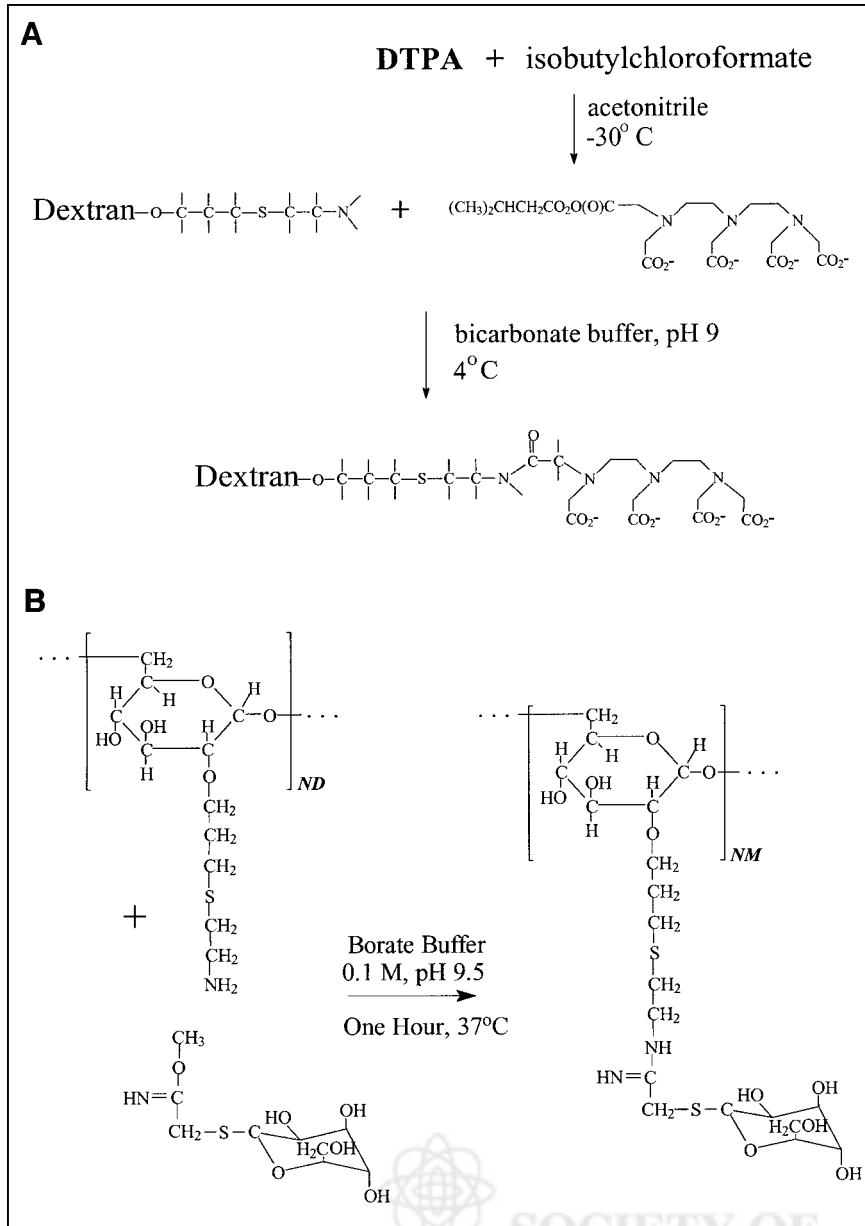 A
DTPA + isobutylchloroformate
acetonitrile
-30° C
Dextran-O-C-C-C-S-C-C-N + (CH3)2CHCH2CO2O(O)C N N N
CO2- CO2- CO2- CO2-
bicarbonate buffer, pH 9
4° C
O
Dextran-O-C-C-C-S-C-C-N C C N N N
CO2- CO2- CO2- CO2-
B
· · · CH2
H C O H
H
C OH H C O · · ·
HO C C
H O ND
CH2
CH2
CH2
S
CH2
CH2
NH2
+
CH3
O
HN=C
CH2-S-C HO OH
H2COH
O OH
Borate Buffer
0.1 M, pH 9.5
One Hour, 37°C
· · · CH2
H C O H
H
C OH H C O · · ·
HO C C
H O NM
CH2
CH2
CH2
S
CH2
CH2
NH
HN=C
CH2-S-C HO OH
H2COH
O OH
SOCIETY OF